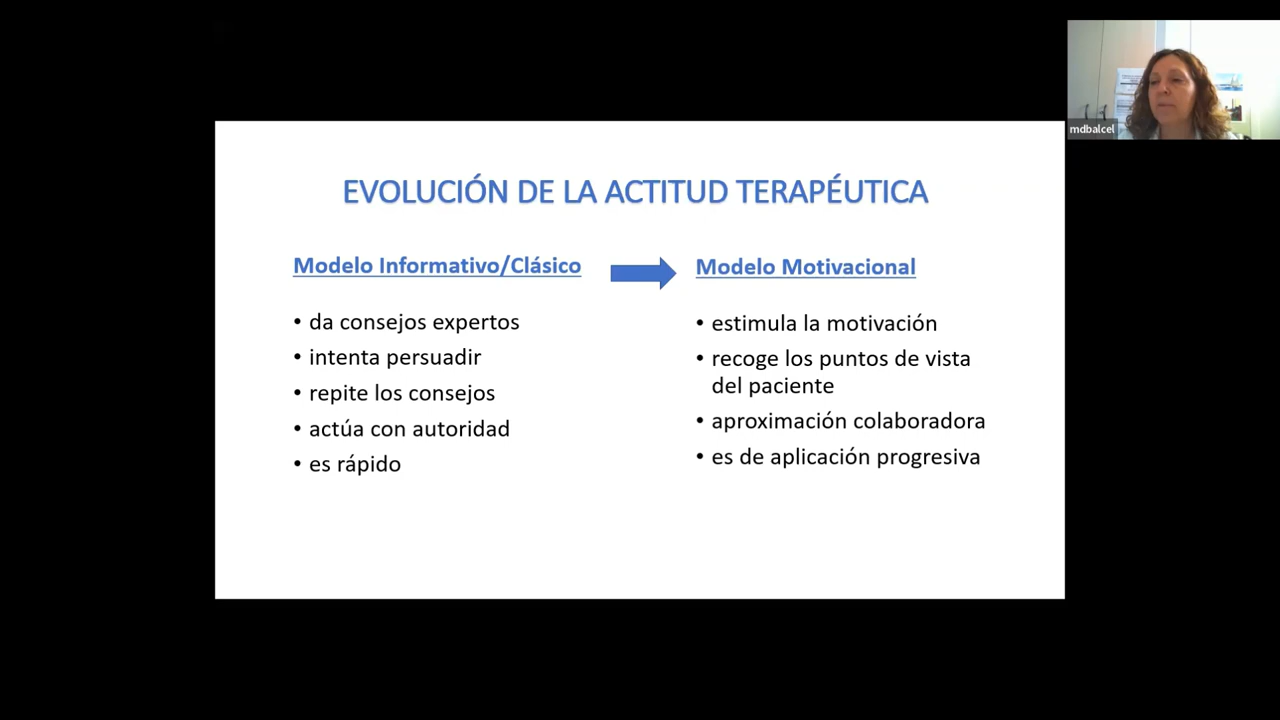 mdbalcel
EVOLUCIÓN DE LA ACTITUD TERAPÉUTICA
Modelo Informativo/Clásico
• da consejos expertos
• intenta persuadir
• repite los consejos
• actúa con autoridad
• es rápido
Modelo Motivacional
• estimula la motivación
• recoge los puntos de vista
del paciente
• aproximación colaboradora
• es de aplicación progresiva